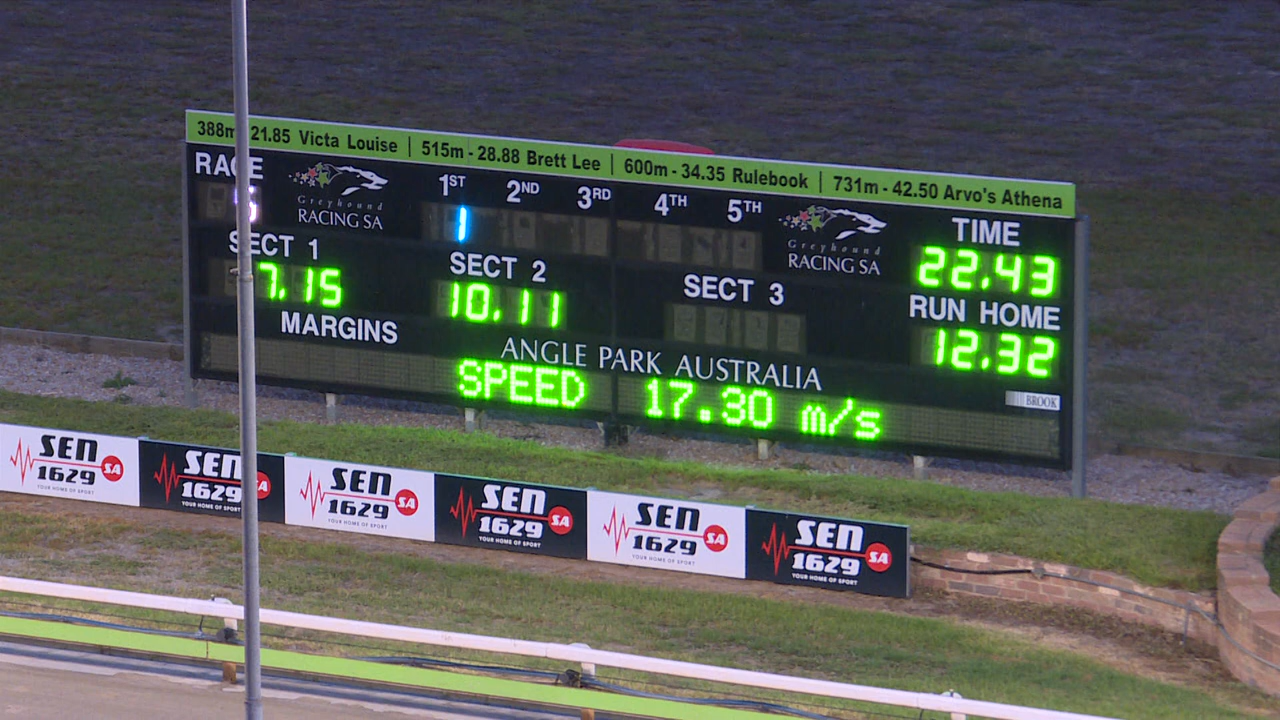 388m 21.85 Victa Louise | 515m - 28.88 Brett Lee | 600m - 34.35 Rulebook | 731m - 42.50 Arvo's Athena
RACE
Greyhound
RACING SA
1ST 2ND 3RD 4TH 5TH
1
Greyhound
RACING SA
TIME
22.43
SECT 1
7.15
SECT 2
10.11
SECT 3
RUN HOME
12.32
MARGINS
ANGLE PARK AUSTRALIA
SPEED 17.30 m/s
BROOK
SEN
1629 SA
YOUR HOME OF SPORT
SEN
1629 SA
YOUR HOME OF SPORT
SEN
1629 SA
YOUR HOME OF SPORT
SEN
1629 SA
YOUR HOME OF SPORT
SEN
1629 SA
YOUR HOME OF SPORT
SEN
1629 SA
YOUR HOME OF SPORT